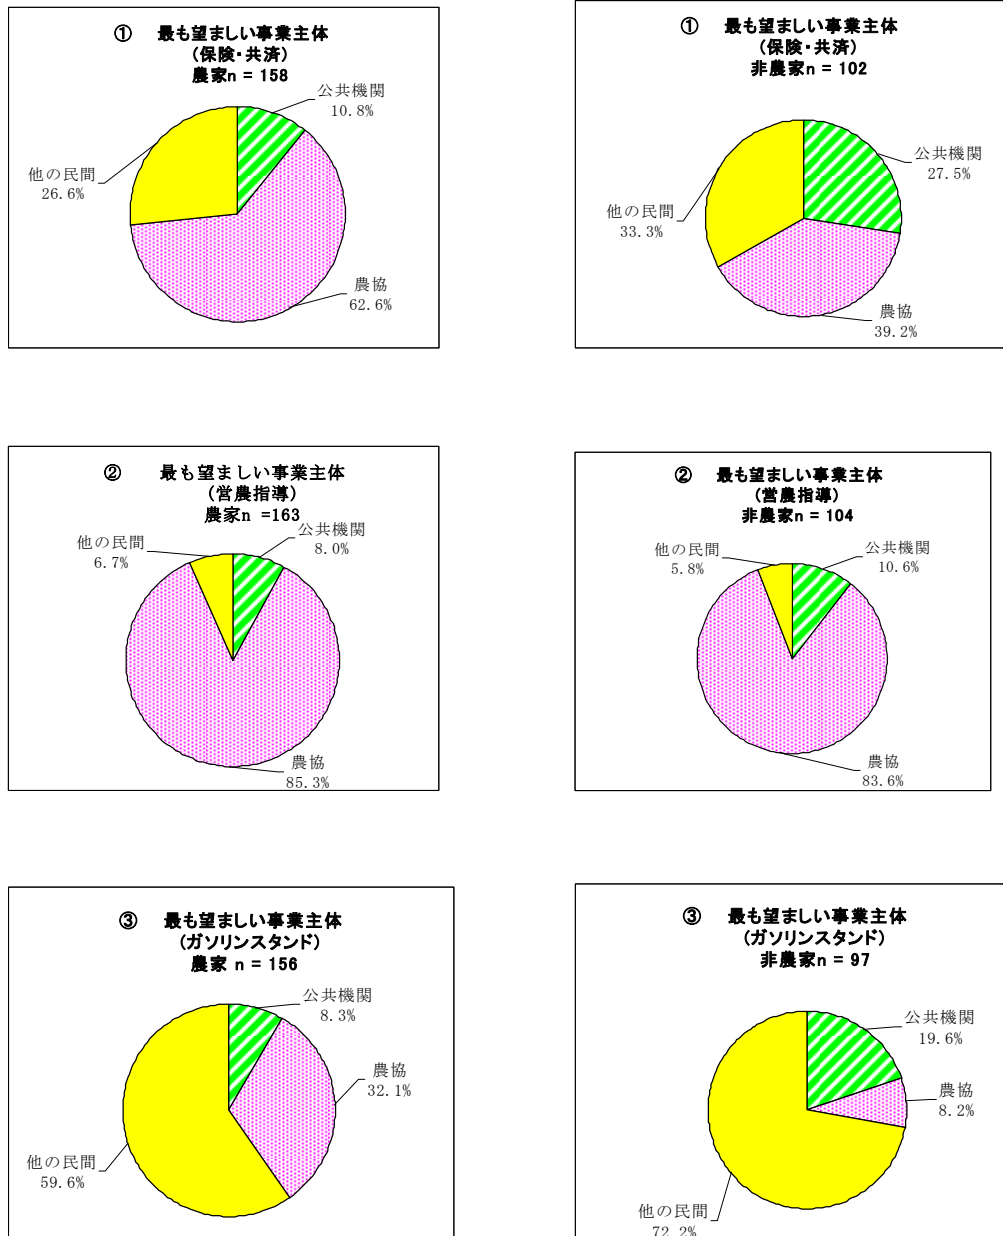 ① 最も望ましい事業主体
(保険・共済)
農家n = 158
公共機関
10.8%
他の民間
26.6%
農協
62.6%
① 最も望ましい事業主体
(保険・共済)
非農家n = 102
公共機関
27.5%
他の民間
33.3%
農協
39.2%
② 最も望ましい事業主体
(営農指導)
農家n =163
公共機関
8.0%
他の民間
6.7%
農協
85.3%
② 最も望ましい事業主体
(営農指導)
非農家n = 104
他の民間
5.8%
公共機関
10.6%
農協
83.6%
③ 最も望ましい事業主体
(ガソリンスタンド)
農家 n = 156
公共機関
8.3%
農協
32.1%
他の民間
59.6%
③ 最も望ましい事業主体
(ガソリンスタンド)
非農家n = 97
公共機関
19.6%
農協
8.2%
他の民間
72.2%